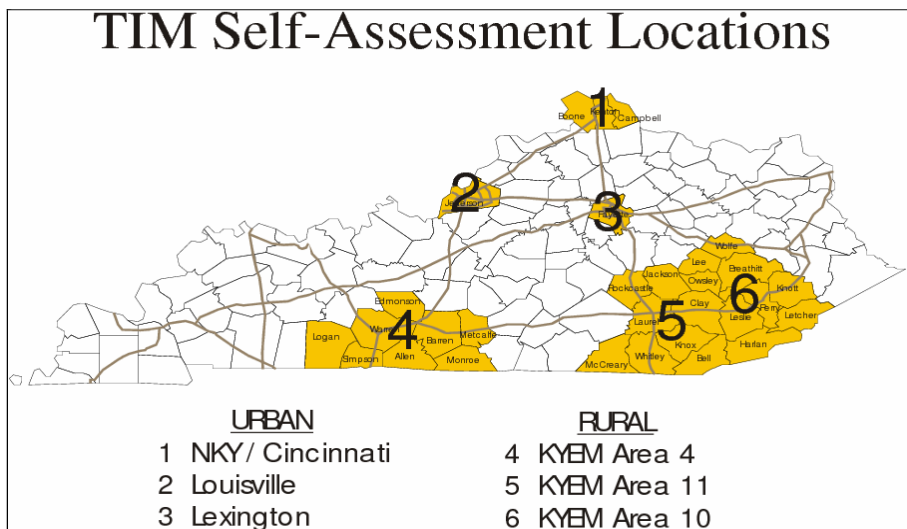 TIM Self-Assessment Locations
1
Boone
Kenton
Campbell
2
Jefferson
3
Fayette
Wolfe
Lee
Breathitt
Jackson
Owsley
6
Knott
Rockcastle
Clay
Perry
Edmonson
5
Leslie
Letcher
Laurel
Warren
4
Metcalfe
Logan
Barren
Knox
Harlan
Simpson
Allen
Monroe
Whitley
Bell
McCreary
URBAN
1 NKY / Cincinnati
2 Louisville
3 Lexington
RURAL
4 KYEM Area 4
5 KYEM Area 11
6 KYEM Area 10